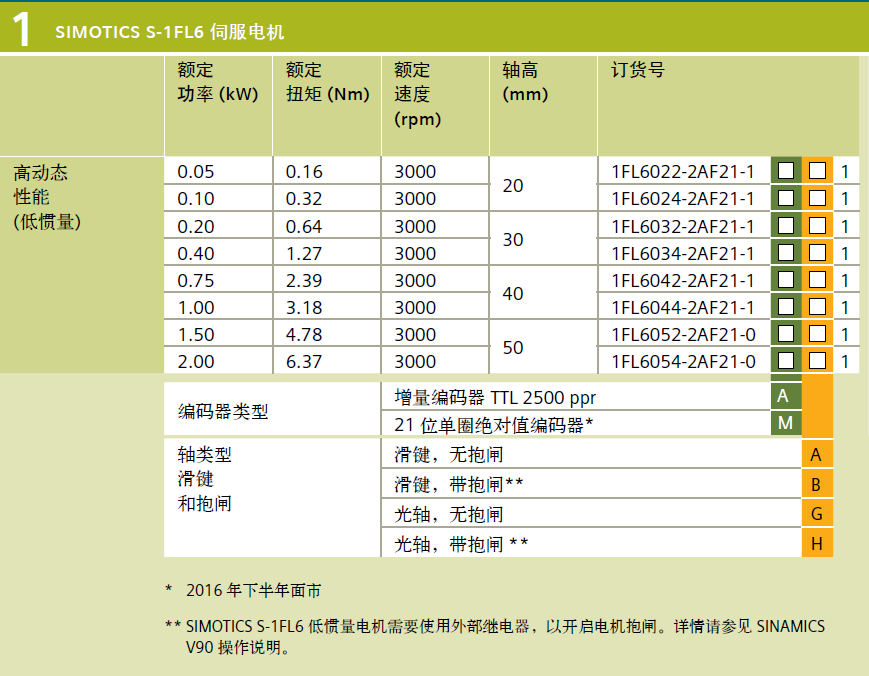 1 SIMOTICS S-1FL6 伺服电机
额定 额定 额定 轴高 订货号
功率 (kW) 扭矩 (Nm) 速度 (mm)
(rpm)
高动态 0.05 0.16 3000 20 1FL6022-2AF21-1 □ □ 1
性能 0.10 0.32 3000 1FL6024-2AF21-1 □ □ 1
(低惯量) 0.20 0.64 3000 30 1FL6032-2AF21-1 □ □ 1
0.40 1.27 3000 1FL6034-2AF21-1 □ □ 1
0.75 2.39 3000 40 1FL6042-2AF21-1 □ □ 1
1.00 3.18 3000 1FL6044-2AF21-1 □ □ 1
1.50 4.78 3000 50 1FL6052-2AF21-0 □ □ 1
2.00 6.37 3000 1FL6054-2AF21-0 □ □ 1
编码器类型 增量编码器 TTL 2500 ppr A
21 位单圈绝对值编码器* M
轴类型 滑键，无抱闸 A
滑键 滑键，带抱闸** B
和抱闸 光轴，无抱闸 G
光轴，带抱闸 ** H
* 2016 年下半年面市
** SIMOTICS S-1FL6 低惯量电机需要使用外部继电器，以开启电机抱闸。详情请参见 SINAMICS
V90 操作说明。